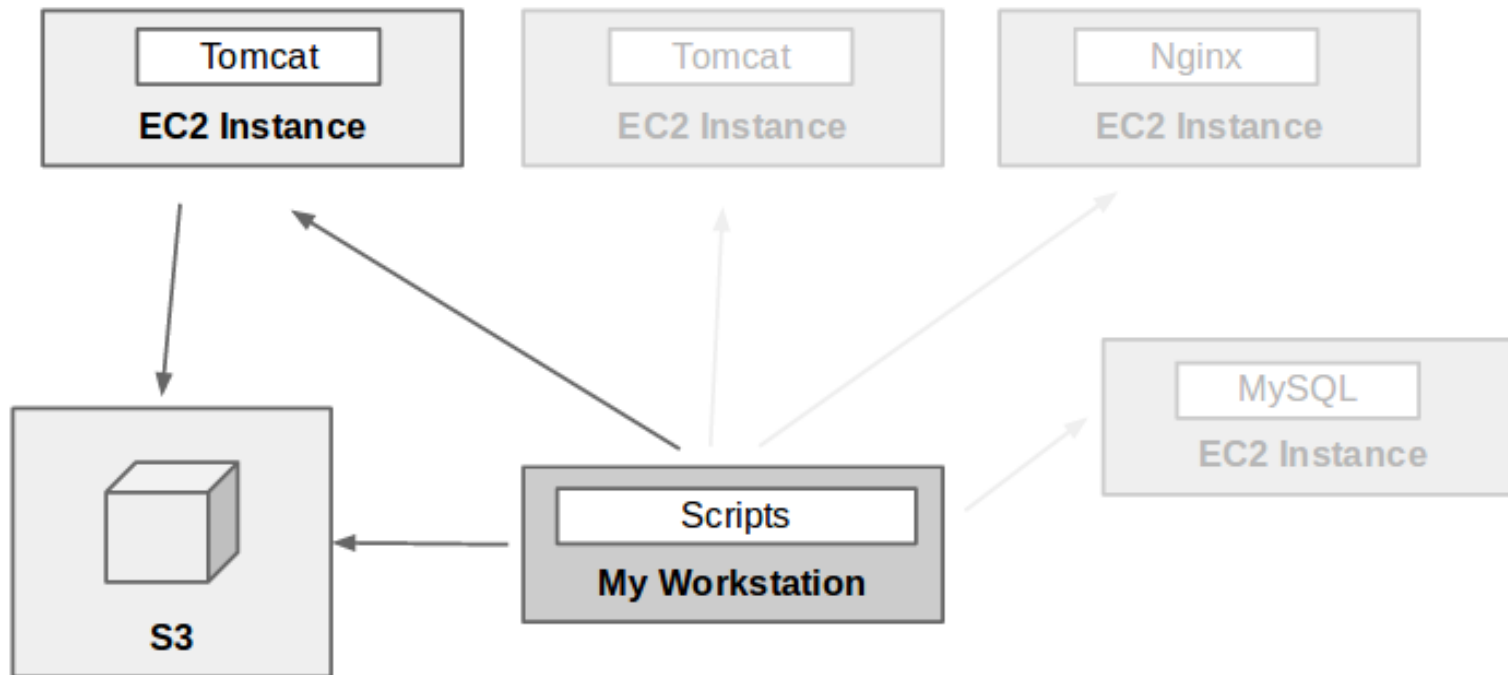 Tomcat
EC2 Instance
Tomcat
EC2 Instance
Nginx
EC2 Instance
MySQL
EC2 Instance
Scripts
My Workstation
S3